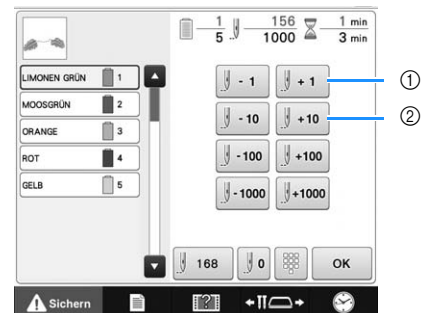 1
5
156
1000
1 min
3 min
LIMONEN GRÜN 1
MOOSGRÜN 2
ORANGE 3
ROT 4
GELB 5
- 1
+ 1
①
- 10
+10
②
-100
+100
-1000
+1000
168
0
OK
Sichern
?